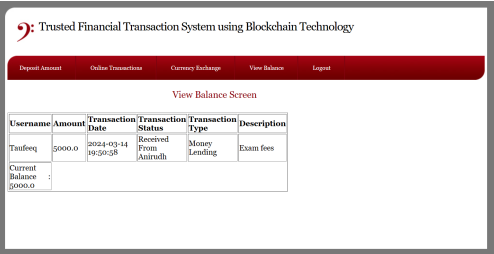 Trusted Financial Transaction System using Blockchain Technology
Deposit Amount Online Transactions Currency Exchange View Balance Logout
View Balance Screen
Username Amount Transaction Date Transaction Status Transaction Type Description
Taufeeq 5000.0 2024-03-14 19:50:58 Received From Anirudh Money Lending Exam fees
Current
Balance :
5000.0